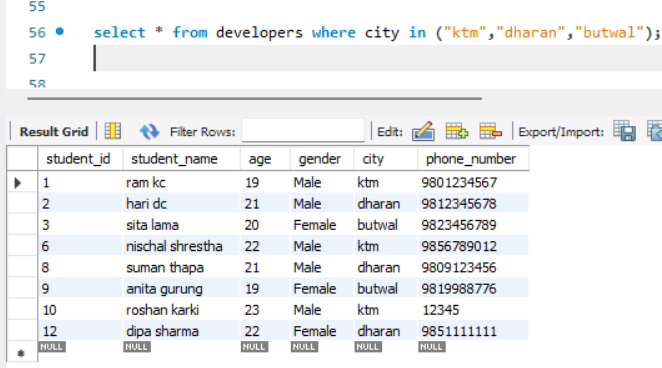 55
56 select * from developers where city in ("ktm","dharan","butwal");
57
58
Result Grid Filter Rows: Edit: Export/Import:
student_id student_name age gender city phone_number
1 ram kc 19 Male ktm 9801234567
2 hari dc 21 Male dharan 9812345678
3 sita lama 20 Female butwal 9823456789
6 nischal shrestha 22 Male ktm 9856789012
8 suman thapa 21 Male dharan 9809123456
9 anita gurung 19 Female butwal 9819988776
10 roshan karki 23 Male ktm 12345
12 dipa sharma 22 Female dharan 9851111111
NULL NULL NULL NULL NULL NULL